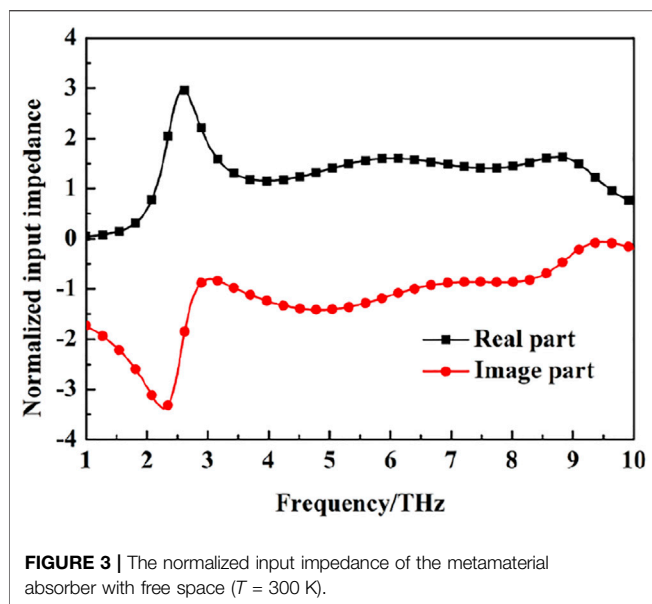 4
3
2
1
0
-1
-2
-3
-4
Normalized input impedance
Real part
Image part
1 2 3 4 5 6 7 8 9 10
Frequency/THz
FIGURE 3 | The normalized input impedance of the metamaterial
absorber with free space (T = 300 K).